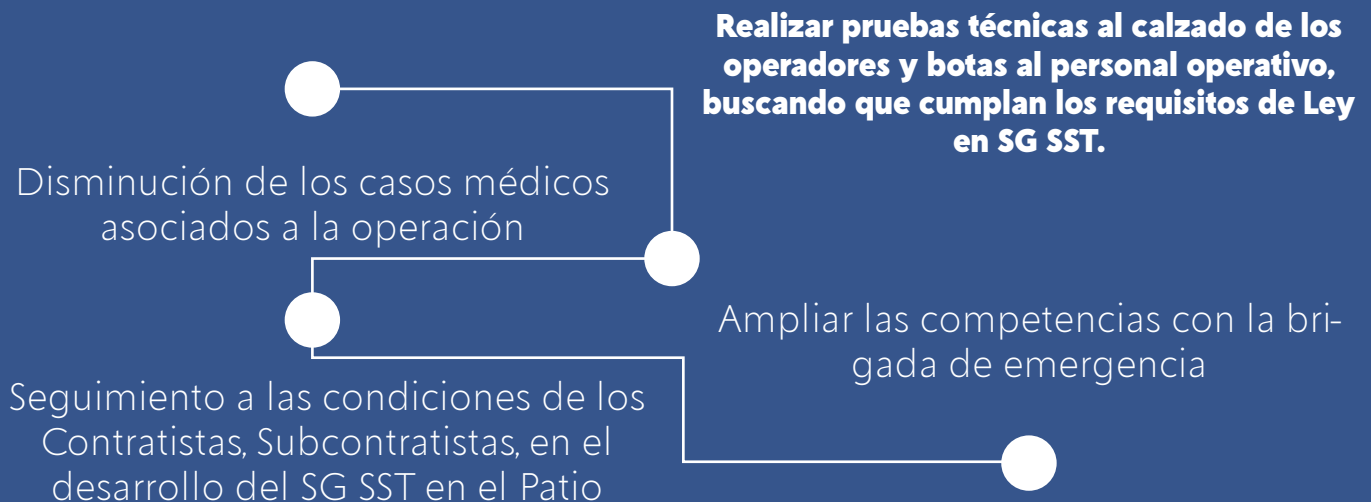 Realizar pruebas técnicas al calzado de los
operadores y botas al personal operativo,
buscando que cumplan los requisitos de Ley
en SG SST.
Disminución de los casos médicos
asociados a la operación
Ampliar las competencias con la bri-
gada de emergencia
Seguimiento a las condiciones de los
Contratistas, Subcontratistas, en el
desarrollo del SG SST en el Patio